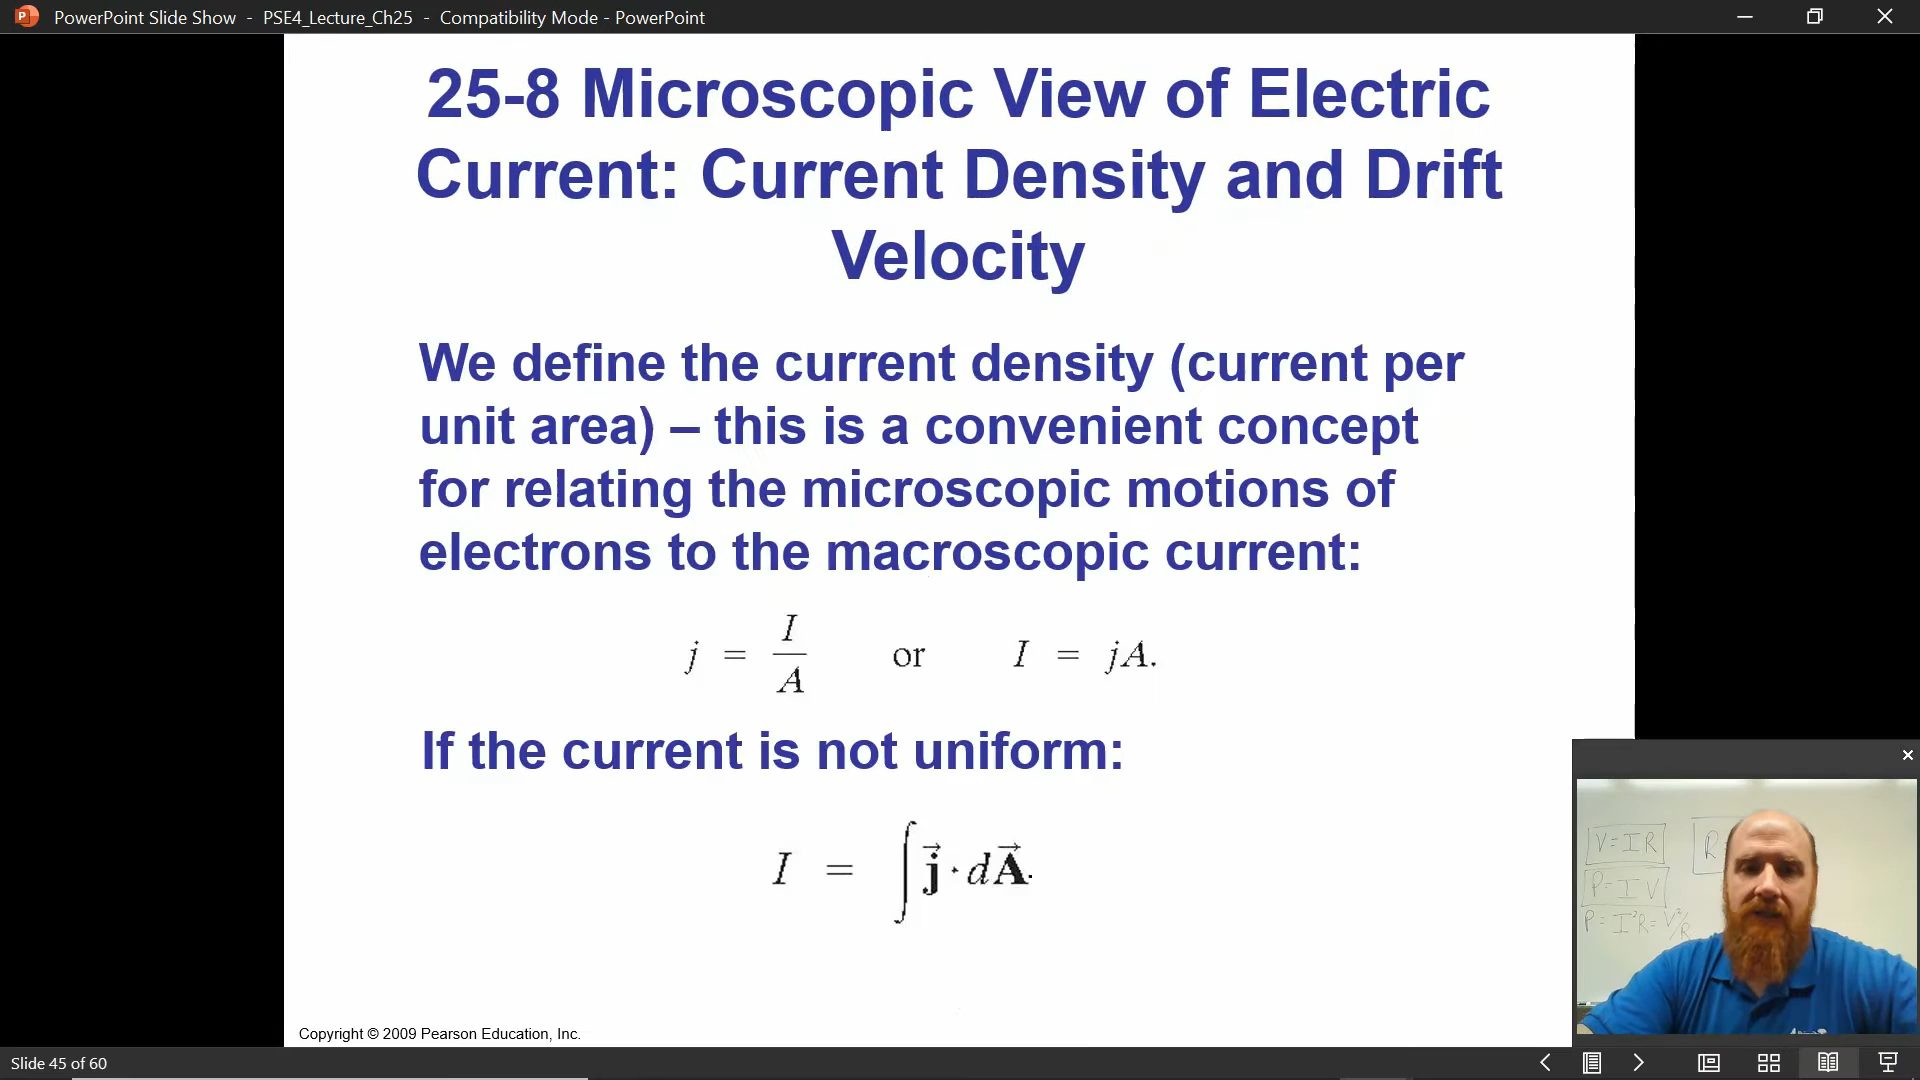 PowerPoint Slide Show - PSE4_Lecture_Ch25 - Compatibility Mode - PowerPoint
25-8 Microscopic View of Electric
Current: Current Density and Drift
Velocity
We define the current density (current per
unit area) – this is a convenient concept
for relating the microscopic motions of
electrons to the macroscopic current:
j = I/A or I = jA.
If the current is not uniform:
I = ∫ j⃗ · dA⃗.
V = IR
R
P = IV
P = I²R = V²/R
Copyright © 2009 Pearson Education, Inc.
Slide 45 of 60